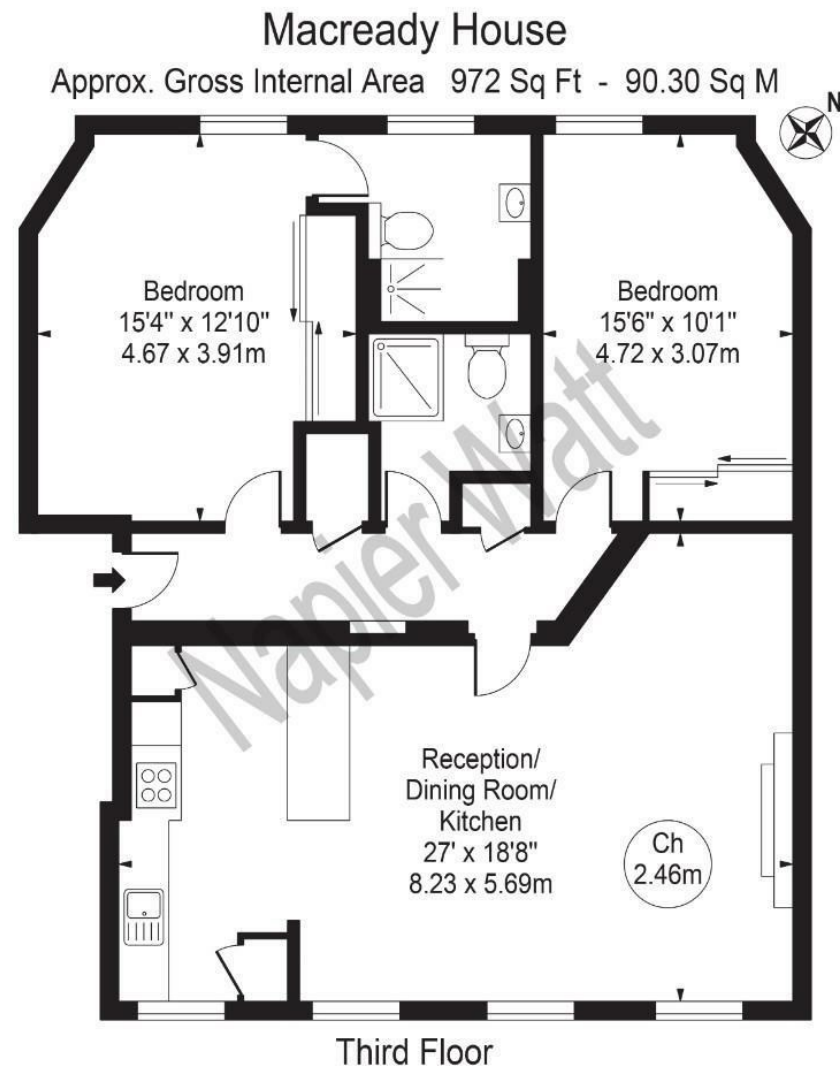 Macready House
Approx. Gross Internal Area 972 Sq Ft - 90.30 Sq M
N
Bedroom
15'4" x 12'10"
4.67 x 3.91m
Bedroom
15'6" x 10'1"
4.72 x 3.07m
Napier Watt
Reception/
Dining Room/
Kitchen
27' x 18'8"
8.23 x 5.69m
Ch
2.46m
Third Floor